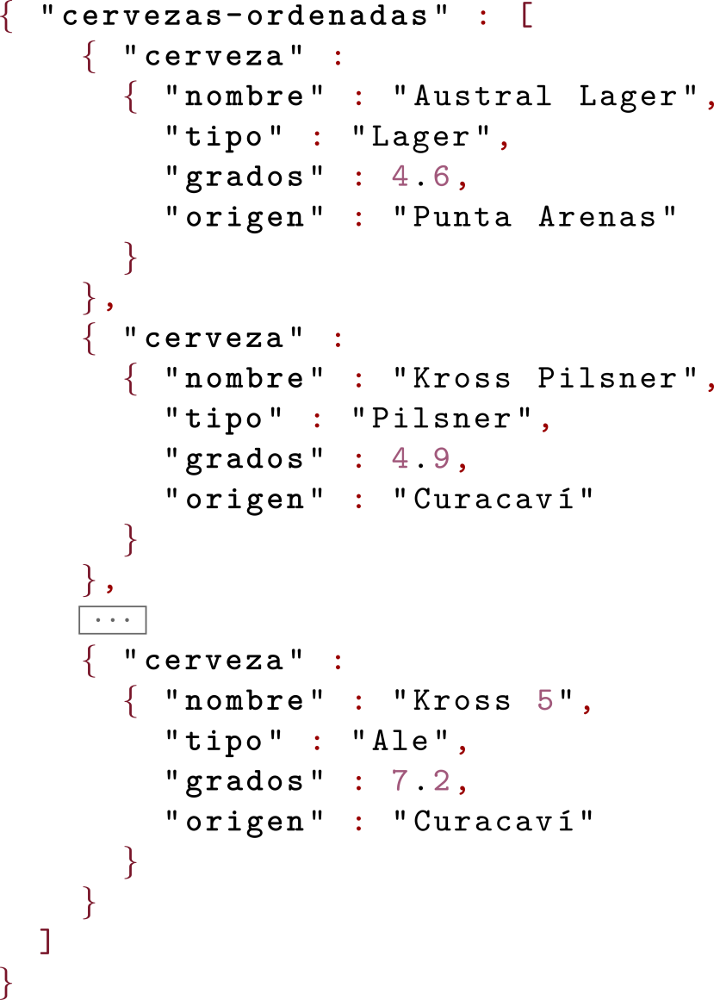 { "cervezas-ordenadas" : [
{ "cerveza" :
{ "nombre" : "Austral Lager",
"tipo" : "Lager",
"grados" : 4.6,
"origen" : "Punta Arenas"
}
},
{ "cerveza" :
{ "nombre" : "Kross Pilsner",
"tipo" : "Pilsner",
"grados" : 4.9,
"origen" : "Curacaví"
}
},
...
{ "cerveza" :
{ "nombre" : "Kross 5",
"tipo" : "Ale",
"grados" : 7.2,
"origen" : "Curacaví"
}
}
]
}